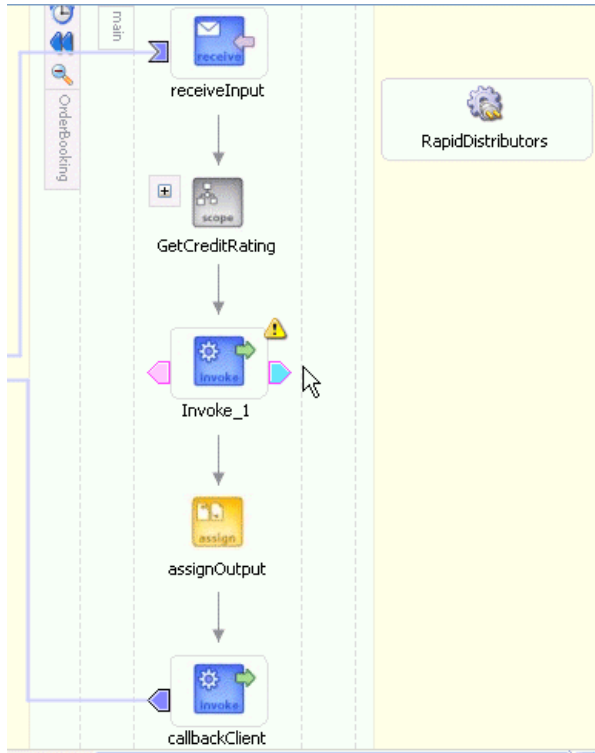 main
OrderBooking
receive
receiveInput
RapidDistributors
scope
GetCreditRating
invoke
Invoke_1
assign
assignOutput
invoke
callbackClient